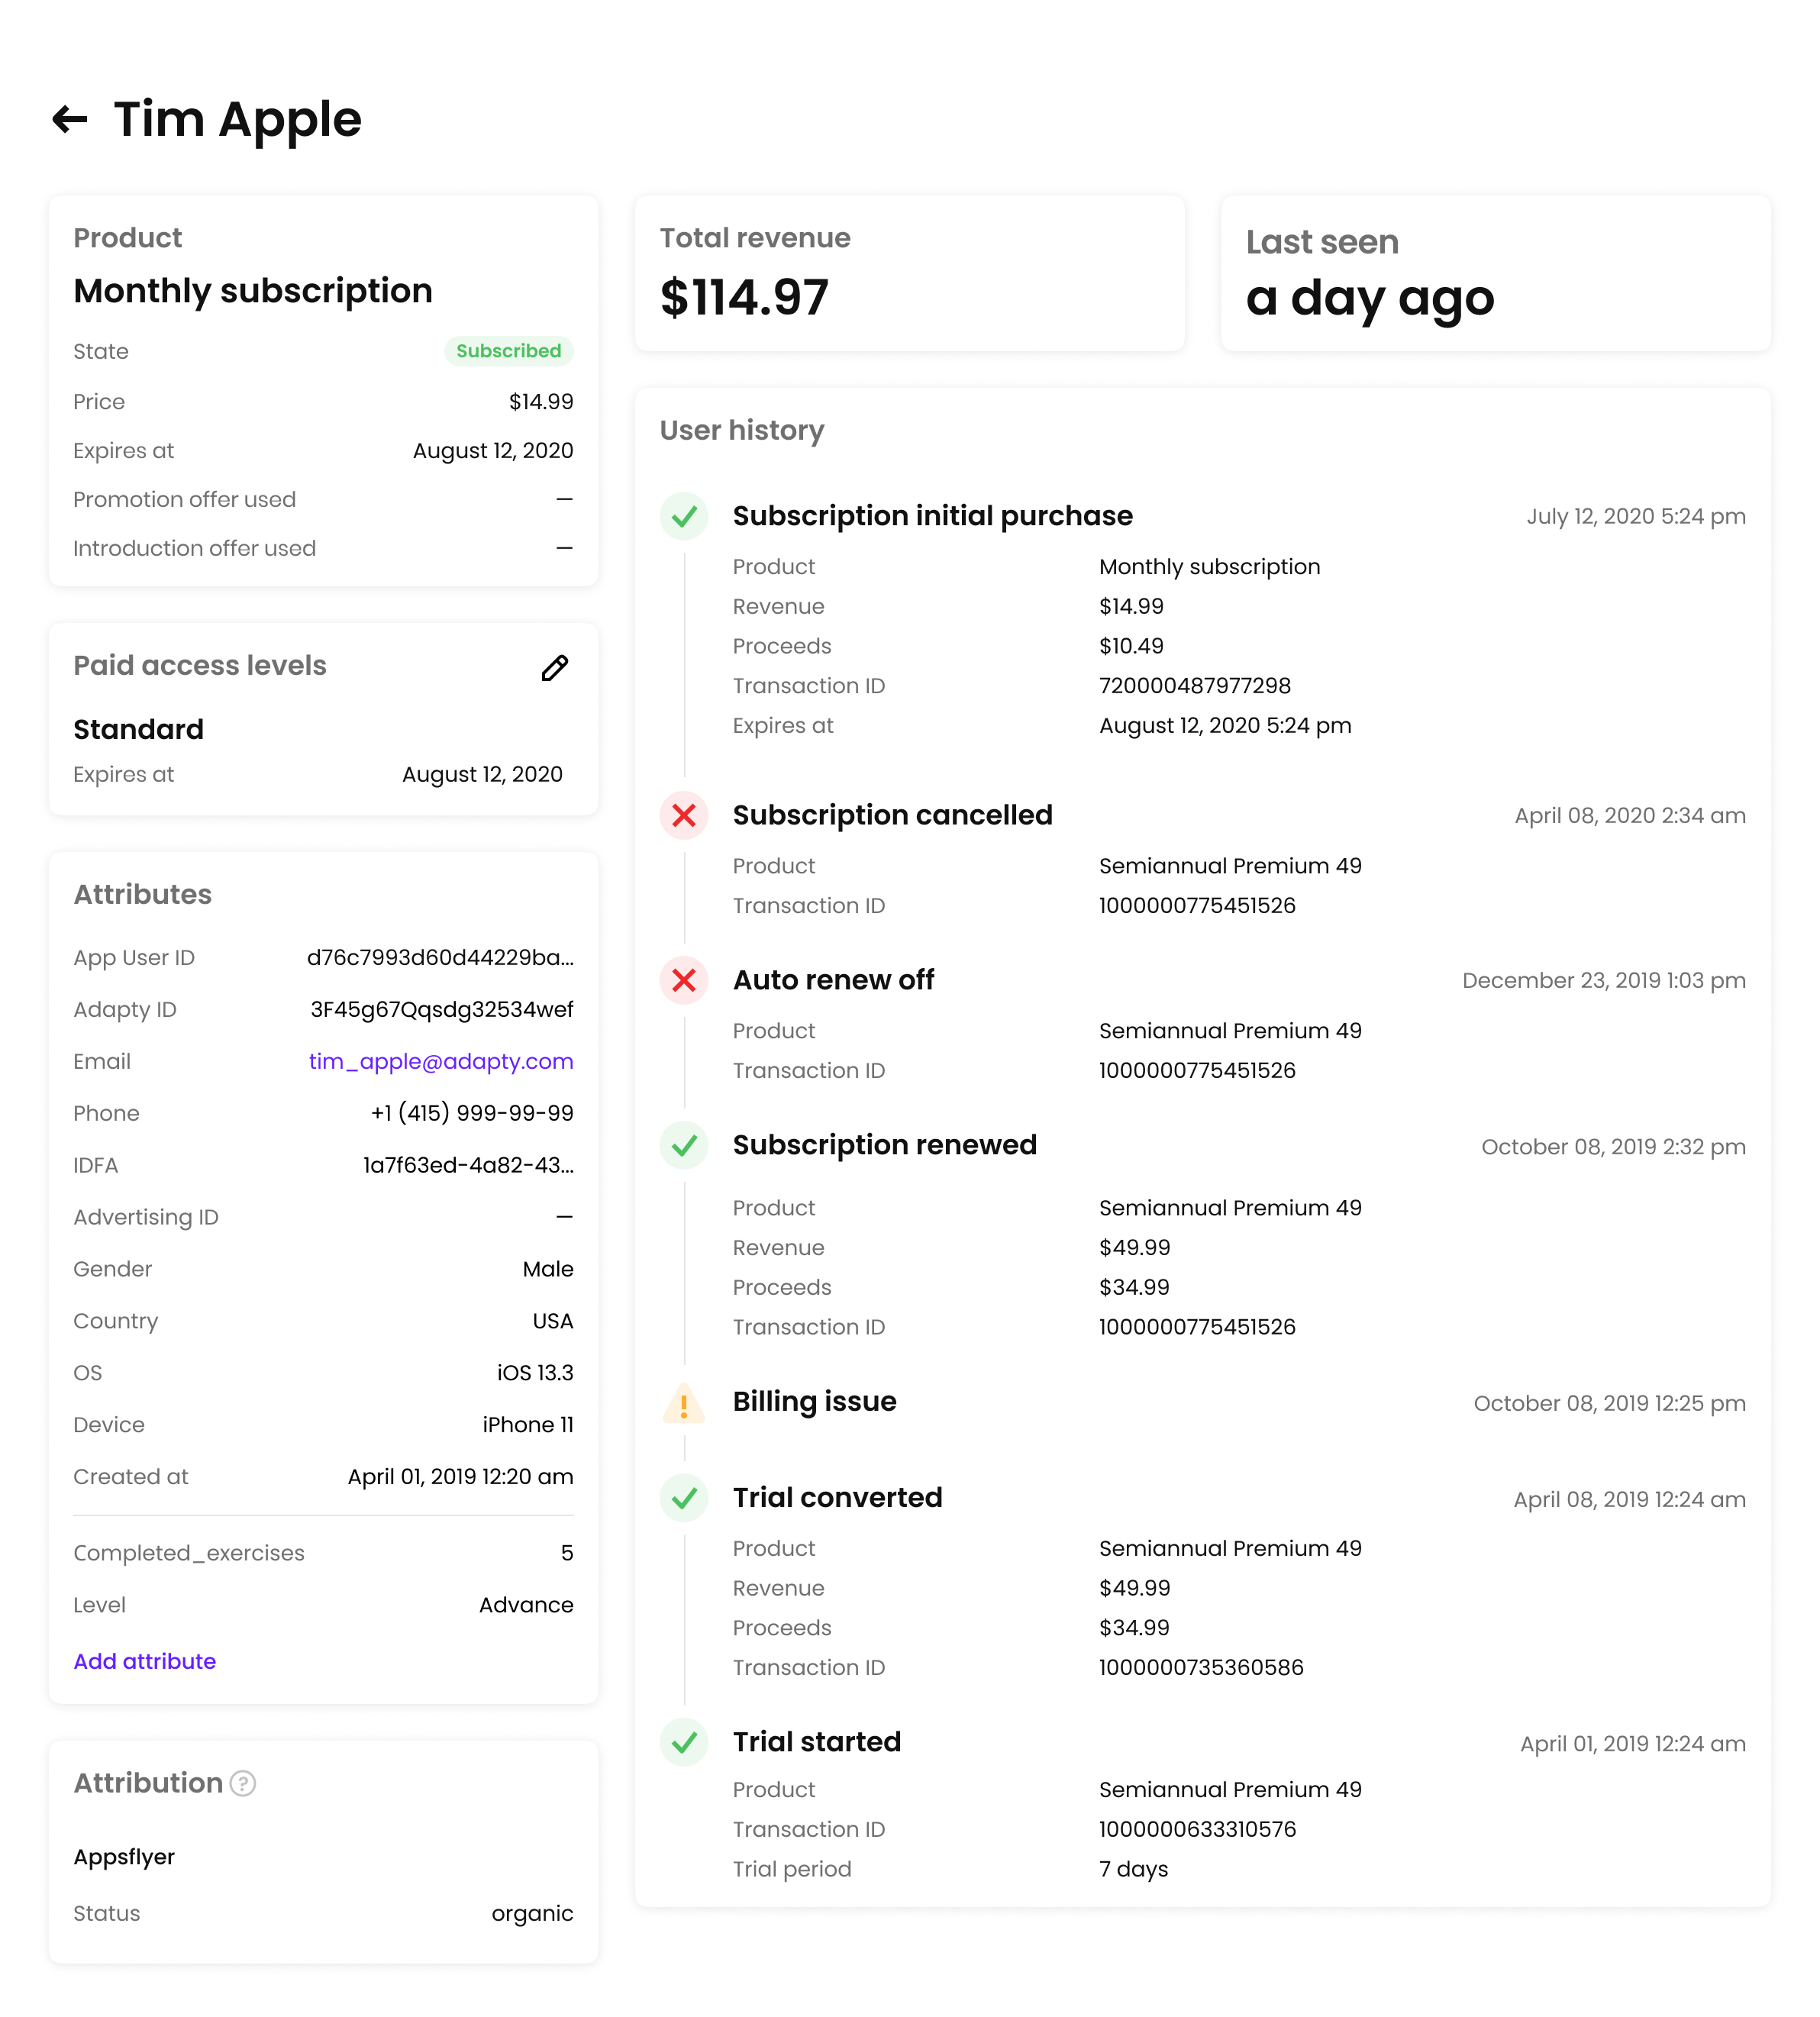 Tim Apple
Product
Monthly subscription
State Subscribed
Price $14.99
Expires at August 12, 2020
Promotion offer used —
Introduction offer used —
Paid access levels
Standard
Expires at August 12, 2020
Attributes
App User ID d76c7993d60d44229ba...
Adapty ID 3F45g67Qqsdg32534wef
Email tim_apple@adapty.com
Phone +1 (415) 999-99-99
IDFA 1a7f63ed-4a82-43...
Advertising ID —
Gender Male
Country USA
OS iOS 13.3
Device iPhone 11
Created at April 01, 2019 12:20 am
Completed_exercises 5
Level Advance
Add attribute
Attribution ?
Appsflyer
Status organic
Total revenue
$114.97
Last seen
a day ago
User history
Subscription initial purchase July 12, 2020 5:24 pm
Product Monthly subscription
Revenue $14.99
Proceeds $10.49
Transaction ID 720000487977298
Expires at August 12, 2020 5:24 pm
Subscription cancelled April 08, 2020 2:34 am
Product Semiannual Premium 49
Transaction ID 1000000775451526
Auto renew off December 23, 2019 1:03 pm
Product Semiannual Premium 49
Transaction ID 1000000775451526
Subscription renewed October 08, 2019 2:32 pm
Product Semiannual Premium 49
Revenue $49.99
Proceeds $34.99
Transaction ID 1000000775451526
Billing issue October 08, 2019 12:25 pm
Trial converted April 08, 2019 12:24 am
Product Semiannual Premium 49
Revenue $49.99
Proceeds $34.99
Transaction ID 1000000735360586
Trial started April 01, 2019 12:24 am
Product Semiannual Premium 49
Transaction ID 1000000633310576
Trial period 7 days